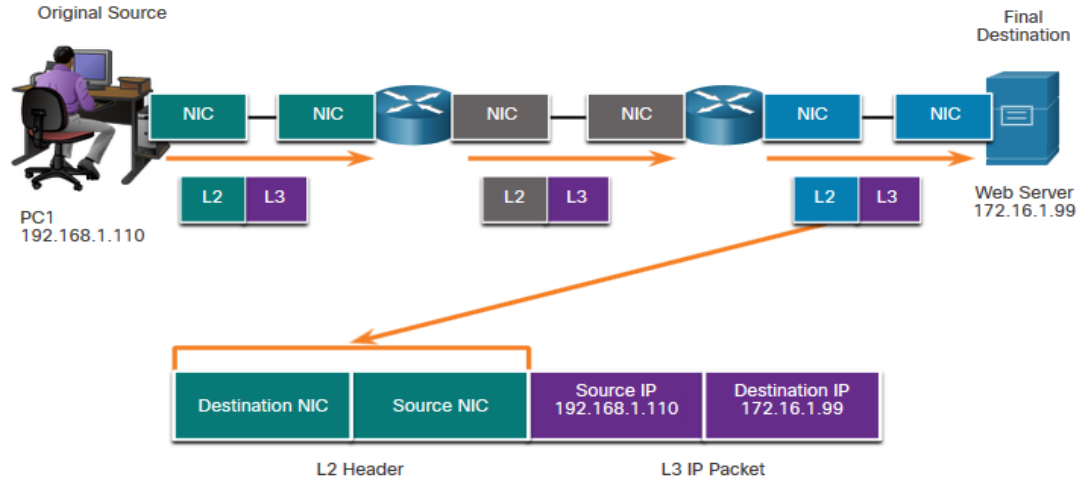 Original Source
Final
Destination
NIC
NIC
NIC
NIC
NIC
NIC
L2
L3
L2
L3
L2
L3
PC1
192.168.1.110
Web Server
172.16.1.99
Destination NIC
Source NIC
Source IP
192.168.1.110
Destination IP
172.16.1.99
L2 Header
L3 IP Packet